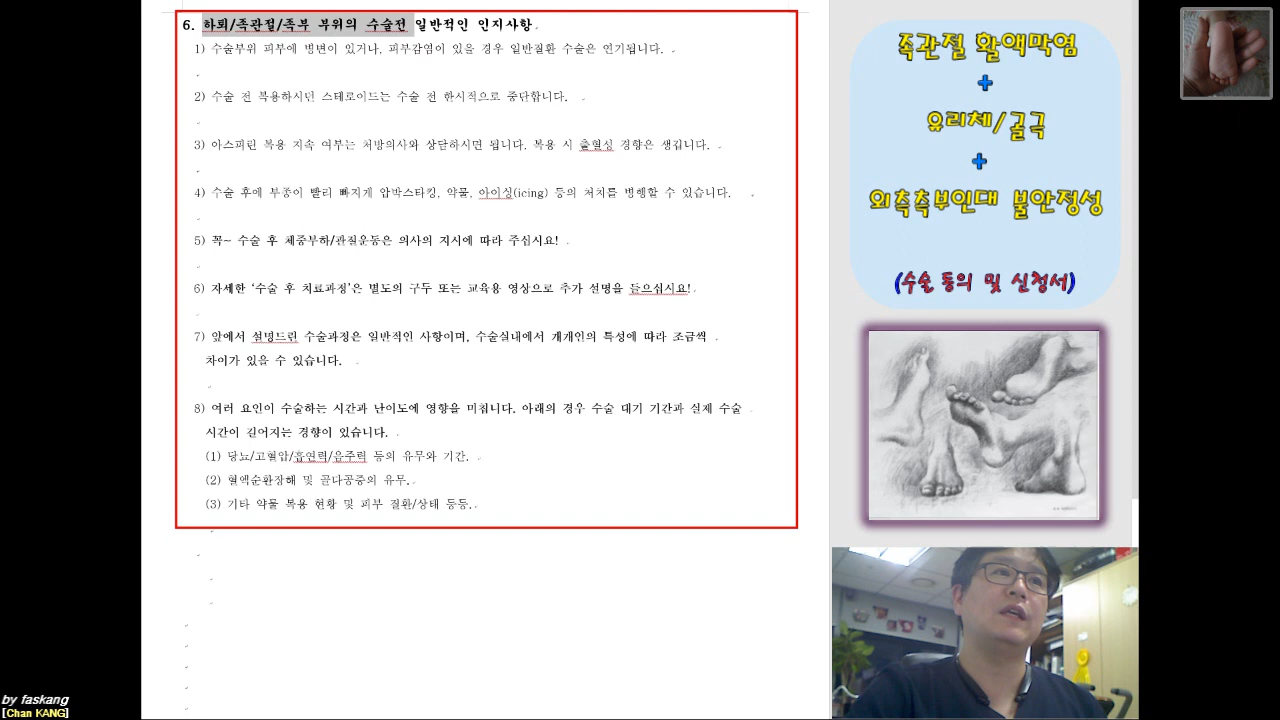 6. 하퇴/족관절/족부 부위의 수술전 일반적인 인지사항
1) 수술부위 피부에 병변이 있거나, 피부감염이 있을 경우 일반질환 수술은 연기됩니다.
2) 수술 전 복용하시던 스테로이드는 수술 전 한시적으로 중단합니다.
3) 아스피린 복용 지속 여부는 처방의사와 상담하시면 됩니다. 복용 시 출혈성 경향은 생깁니다.
4) 수술 후에 부종이 빨리 빠지게 압박스타킹, 약물, 아이싱(icing) 등의 처치를 병행할 수 있습니다.
5) 꼭~ 수술 후 체중부하/관절운동은 의사의 지시에 따라 주십시요!
6) 자세한 '수술 후 치료과정'은 별도의 구두 또는 교육용 영상으로 추가 설명을 들으십시요!
7) 앞에서 설명드린 수술과정은 일반적인 사항이며, 수술실내에서 개개인의 특성에 따라 조금씩
차이가 있을 수 있습니다.
8) 여러 요인이 수술하는 시간과 난이도에 영향을 미칩니다. 아래의 경우 수술 대기 기간과 실제 수술
시간이 길어지는 경향이 있습니다.
(1) 당뇨/고혈압/흡연력/음주력 등의 유무와 기간.
(2) 혈액순환장해 및 골다공증의 유무.
(3) 기타 약물 복용 현황 및 피부 질환/상태 등등.
족관절 활액막염
+
유리체/골극
+
외측측부인대 불안정성
(수술 동의 및 신청서)
by faskang
[Chan KANG]